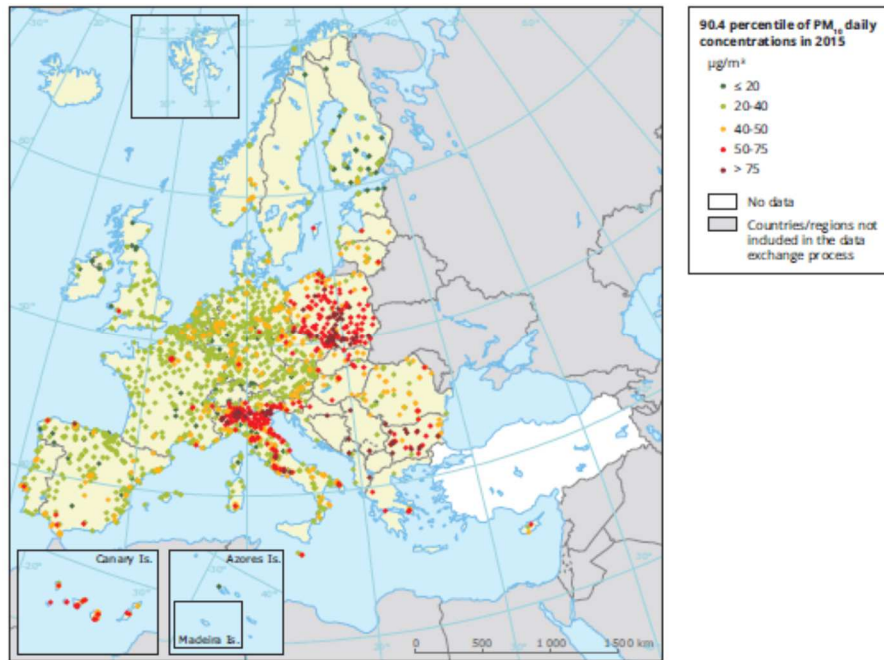 90.4 percentile of PM₁₀ daily
concentrations in 2015
µg/m³
≤ 20
20-40
40-50
50-75
> 75
No data
Countries/regions not
included in the data
exchange process
Canary Is.
Azores Is.
Madeira Is.
0 500 1 000 1 500 km